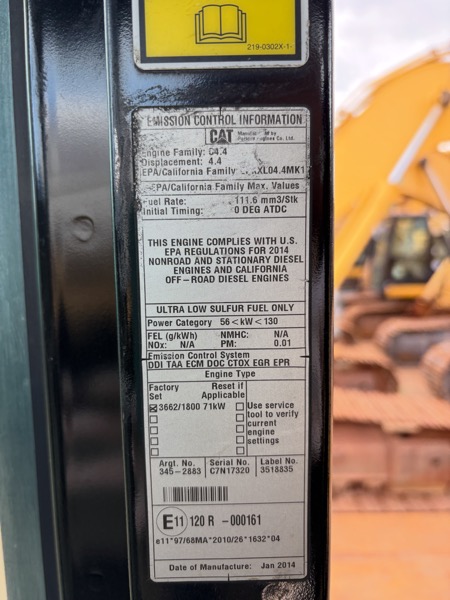 219-0302X-1-
EMISSION CONTROL INFORMATION
CAT
Engine Family: C4.4
Displacement: 4.4
EPA/California Family XL04.4MK1
EPA/California Family Max. Values
Fuel Rate: 111.6 mm3/Stk
Initial Timing: 0 DEG ATDC
THIS ENGINE COMPLIES WITH U.S.
EPA REGULATIONS FOR 2014
NONROAD AND STATIONARY DIESEL
ENGINES AND CALIFORNIA
OFF-ROAD DIESEL ENGINES
ULTRA LOW SULFUR FUEL ONLY
Power Category 56<kW<130
FEL (g/kWh) NMHC: N/A
NOx: N/A PM: 0.01
Emission Control System
DDI TAA ECM DOC CTOX EGR EPR
Engine Type
Factory Set Reset if Applicable
3662/1800 71kW
Use service
tool to verify
current
engine
settings
Argt. No. Serial No. Label No.
345-2883 C7N17320 3518835
E11 120 R -000161
e11*97/68MA*2010/26*1632*04
Date of Manufacture: Jan 2014